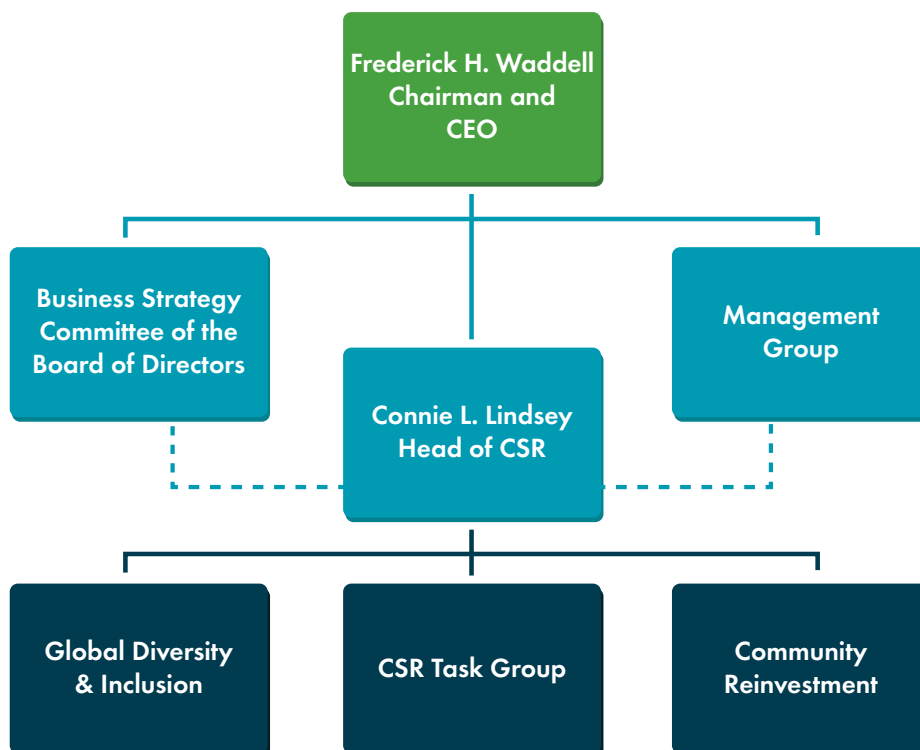 Frederick H. Waddell
Chairman and
CEO
Business Strategy
Committee of the
Board of Directors
Management
Group
Connie L. Lindsey
Head of CSR
Global Diversity
& Inclusion
CSR Task Group
Community
Reinvestment